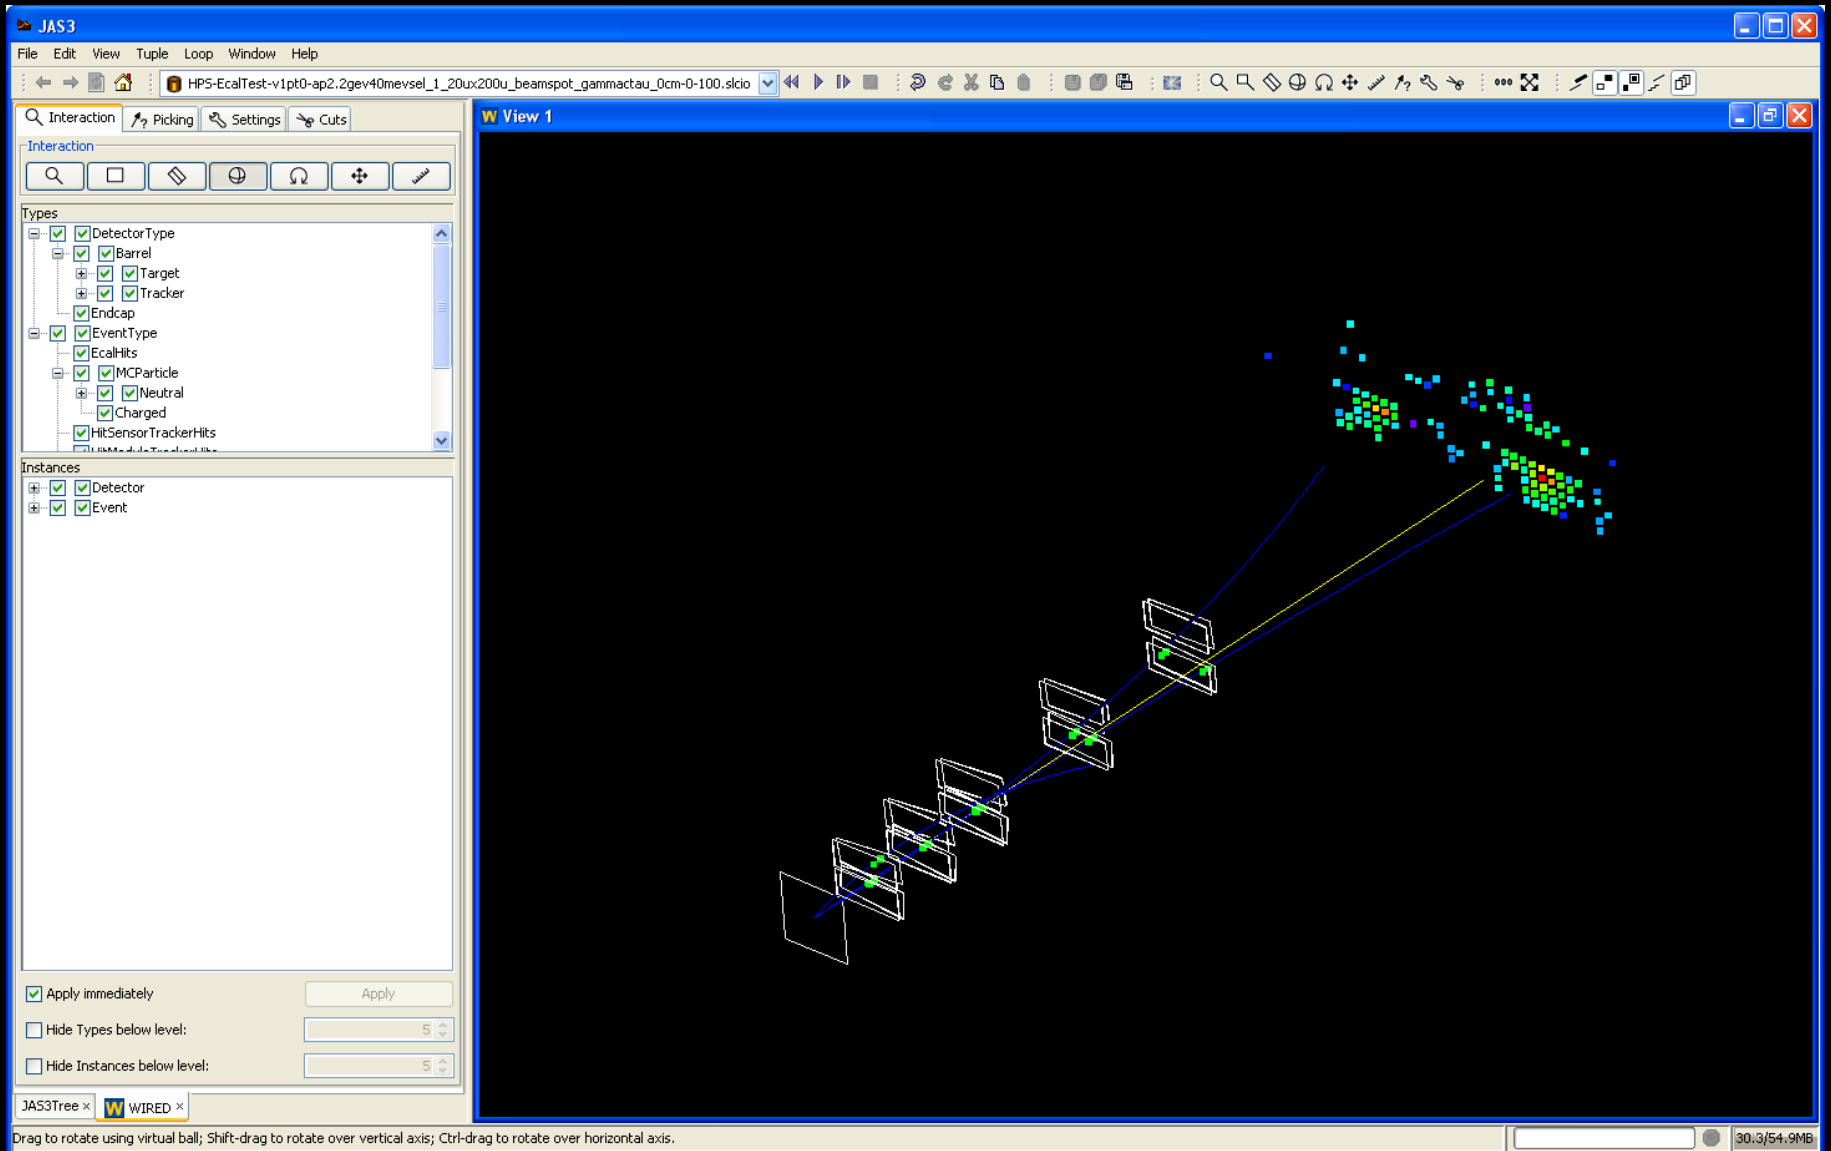 JAS3
File Edit View Tuple Loop Window Help
HPS-EcalTest-v1pt0-ap2.2gev40mevsel_1_20ux200u_beamspot_gammactau_0cm-0-100.slcio
Interaction Picking Settings Cuts
Interaction
Types
DetectorType
Barrel
Target
Tracker
Endcap
EventType
EcalHits
MCParticle
Neutral
Charged
HitSensorTrackerHits
HitModuleTrackerHits
Instances
Detector
Event
Apply immediately Apply
Hide Types below level: 5
Hide Instances below level: 5
JAS3Tree × W WIRED ×
W View 1
Drag to rotate using virtual ball; Shift-drag to rotate over vertical axis; Ctrl-drag to rotate over horizontal axis.
30.3/54.9MB